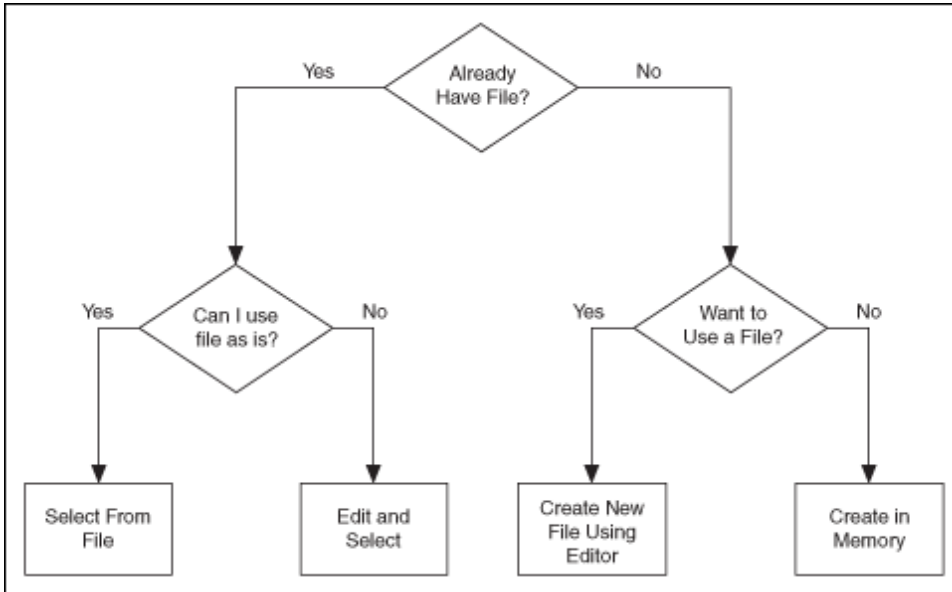 Yes
Already
Have File?
No
Yes
Can I use
file as is?
No
Yes
Want to
Use a File?
No
Select From
File
Edit and
Select
Create New
File Using
Editor
Create in
Memory